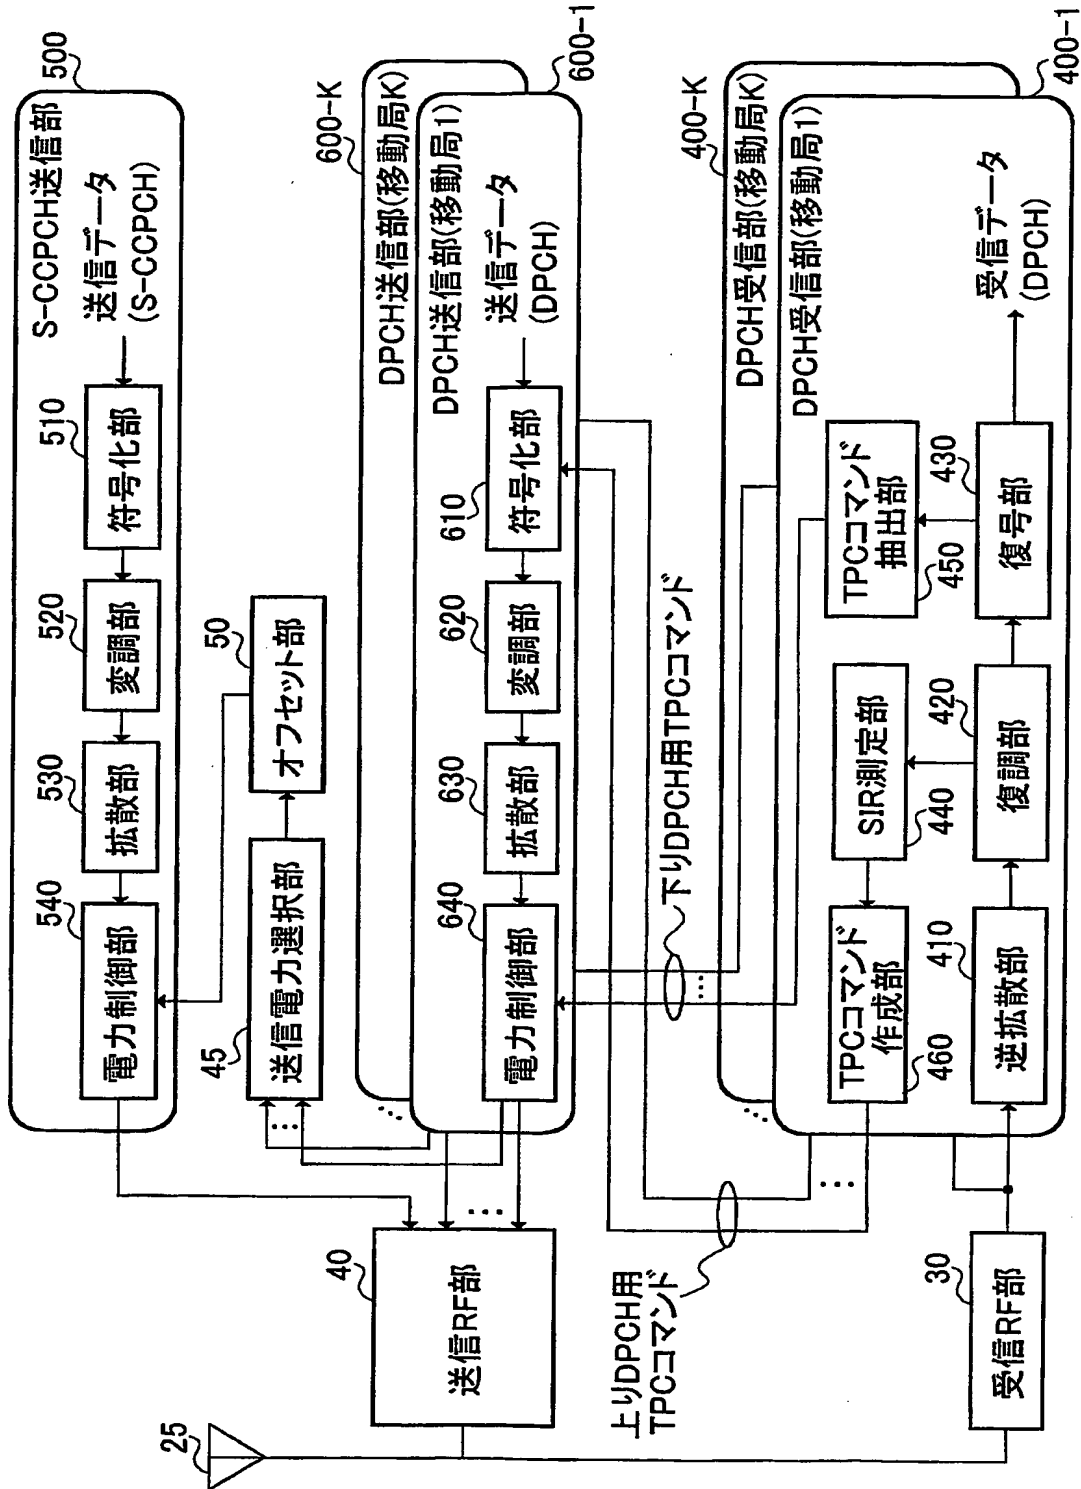 500
S-CCPCH送信部
送信データ
(S-CCPCH)
510
符号化部
520
変調部
530
拡散部
540
電力制御部
50
オフセット部
45
送信電力選択部
600-K
DPCH送信部(移動局K)
600-1
DPCH送信部(移動局1)
送信データ
(DPCH)
610
符号化部
620
変調部
630
拡散部
640
電力制御部
40
送信RF部
25
下りDPCH用TPCコマンド
上りDPCH用
TPCコマンド
400-K
DPCH受信部(移動局K)
400-1
DPCH受信部(移動局1)
TPCコマンド
抽出部
450
SIR測定部
440
TPCコマンド
作成部
460
受信データ
(DPCH)
430
復号部
420
復調部
410
逆拡散部
30
受信RF部